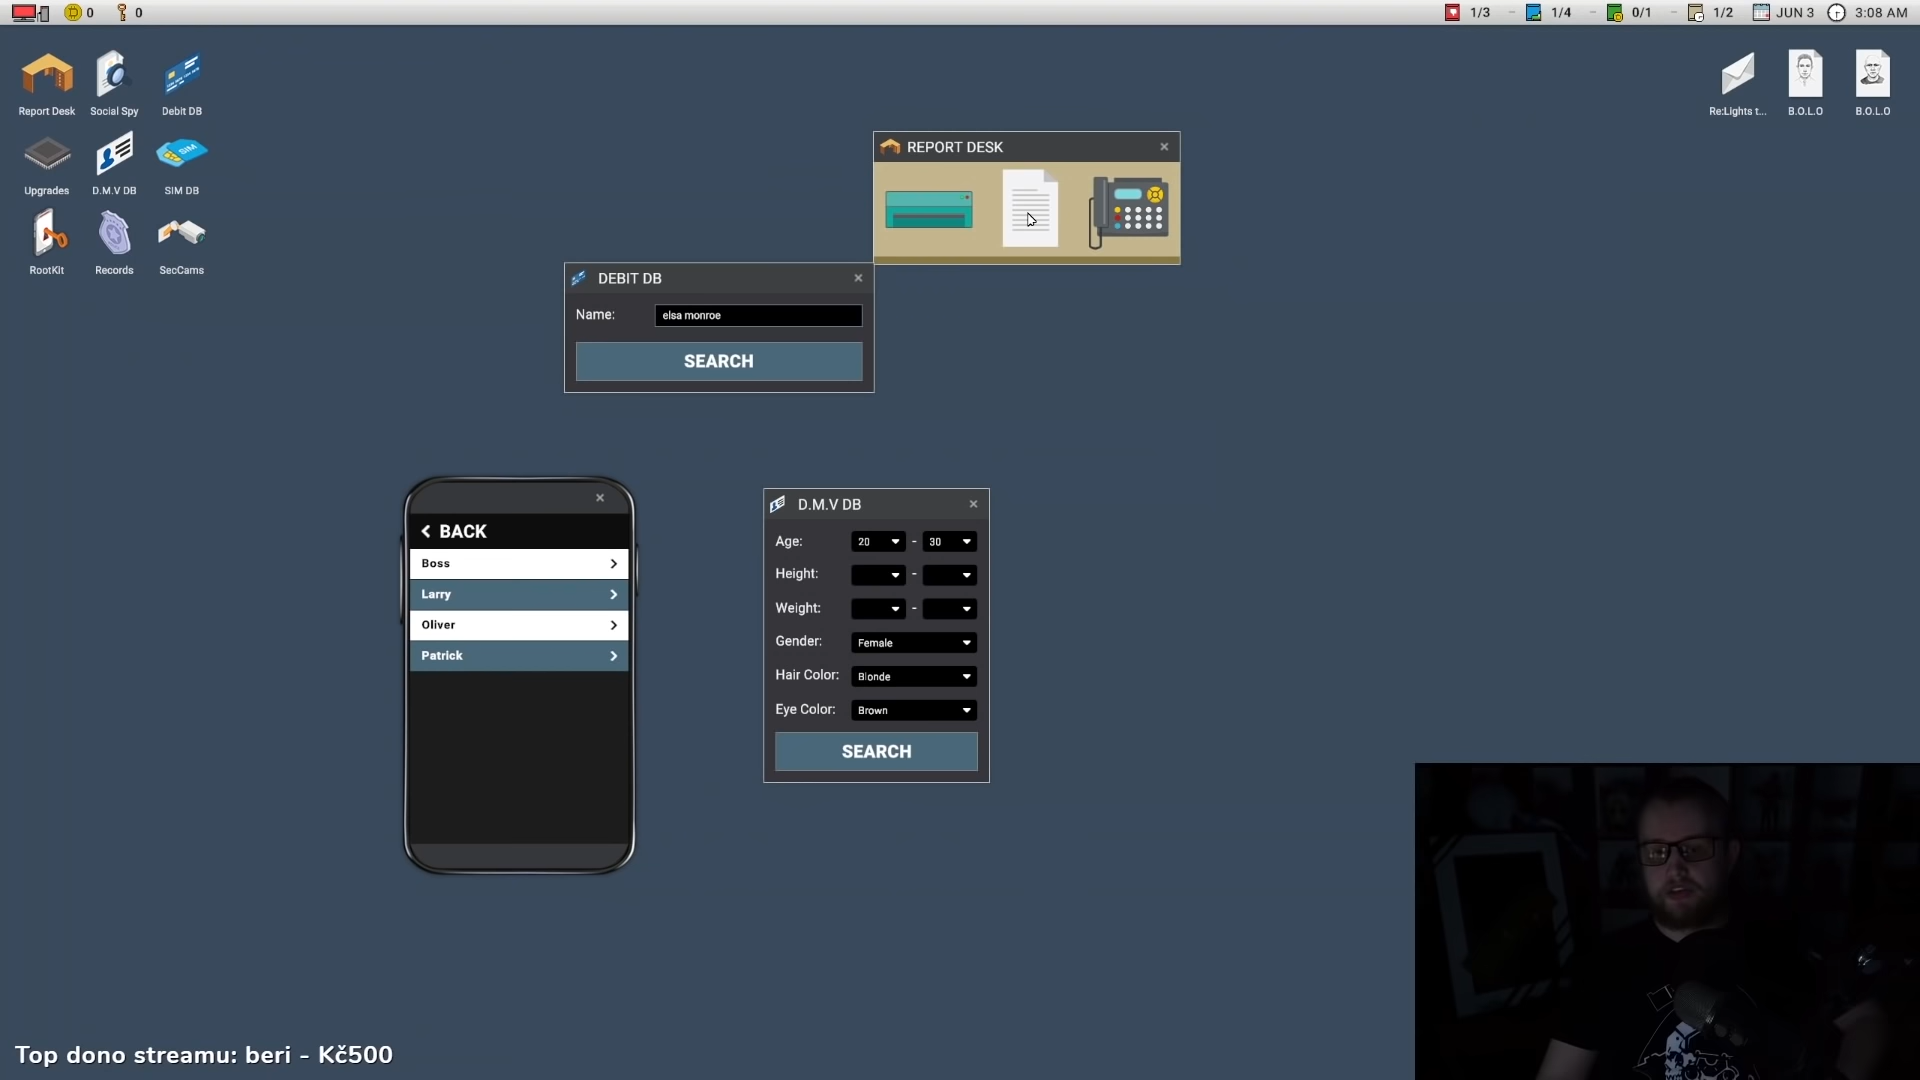 0
0
1/3
1/4
0/1
1/2
JUN 3
3:08 AM
Report Desk
Social Spy
Debit DB
Upgrades
D.M.V DB
SIM DB
RootKit
Records
SecCams
Re:Lights t...
B.O.L.O
B.O.L.O
REPORT DESK
DEBIT DB
Name:
elsa monroe
SEARCH
BACK
Boss
Larry
Oliver
Patrick
D.M.V DB
Age:
20 - 30
Height:
-
Weight:
-
Gender:
Female
Hair Color:
Blonde
Eye Color:
Brown
SEARCH
Top dono streamu: beri - Kč500